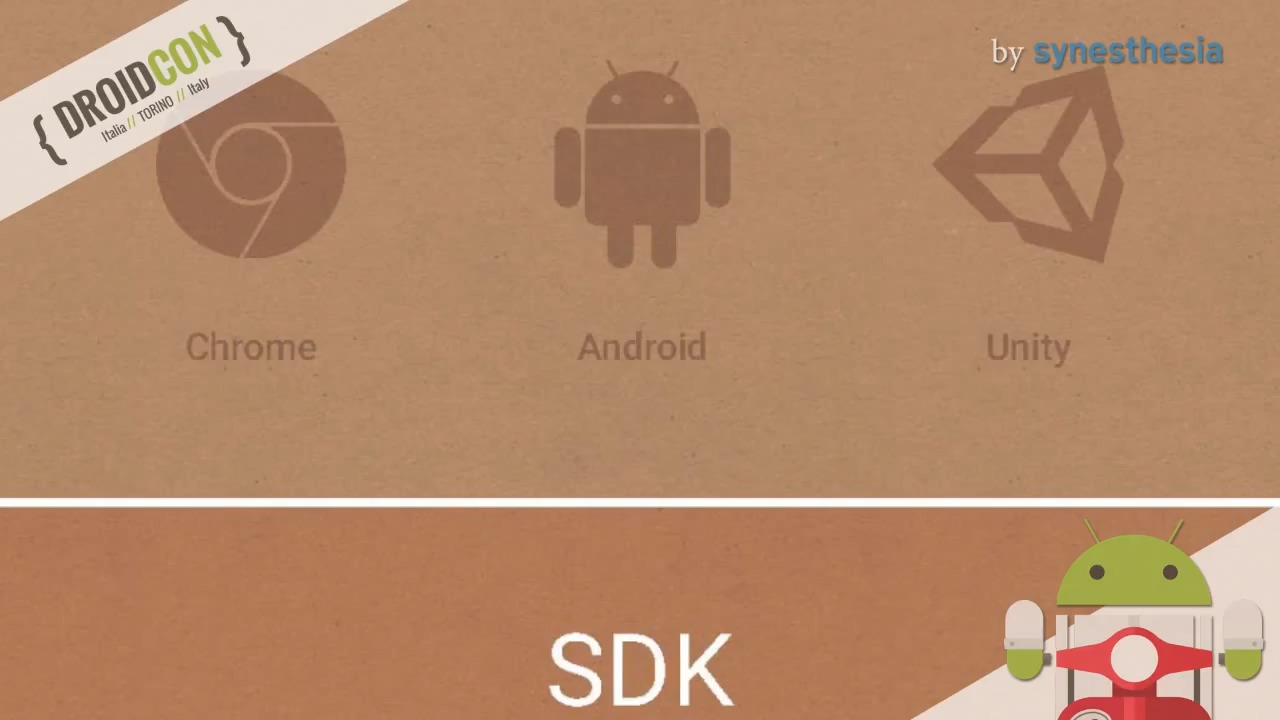 { DROIDCON }
Italia // TORINO // Italy
by synesthesia
Chrome
Android
Unity
SDK